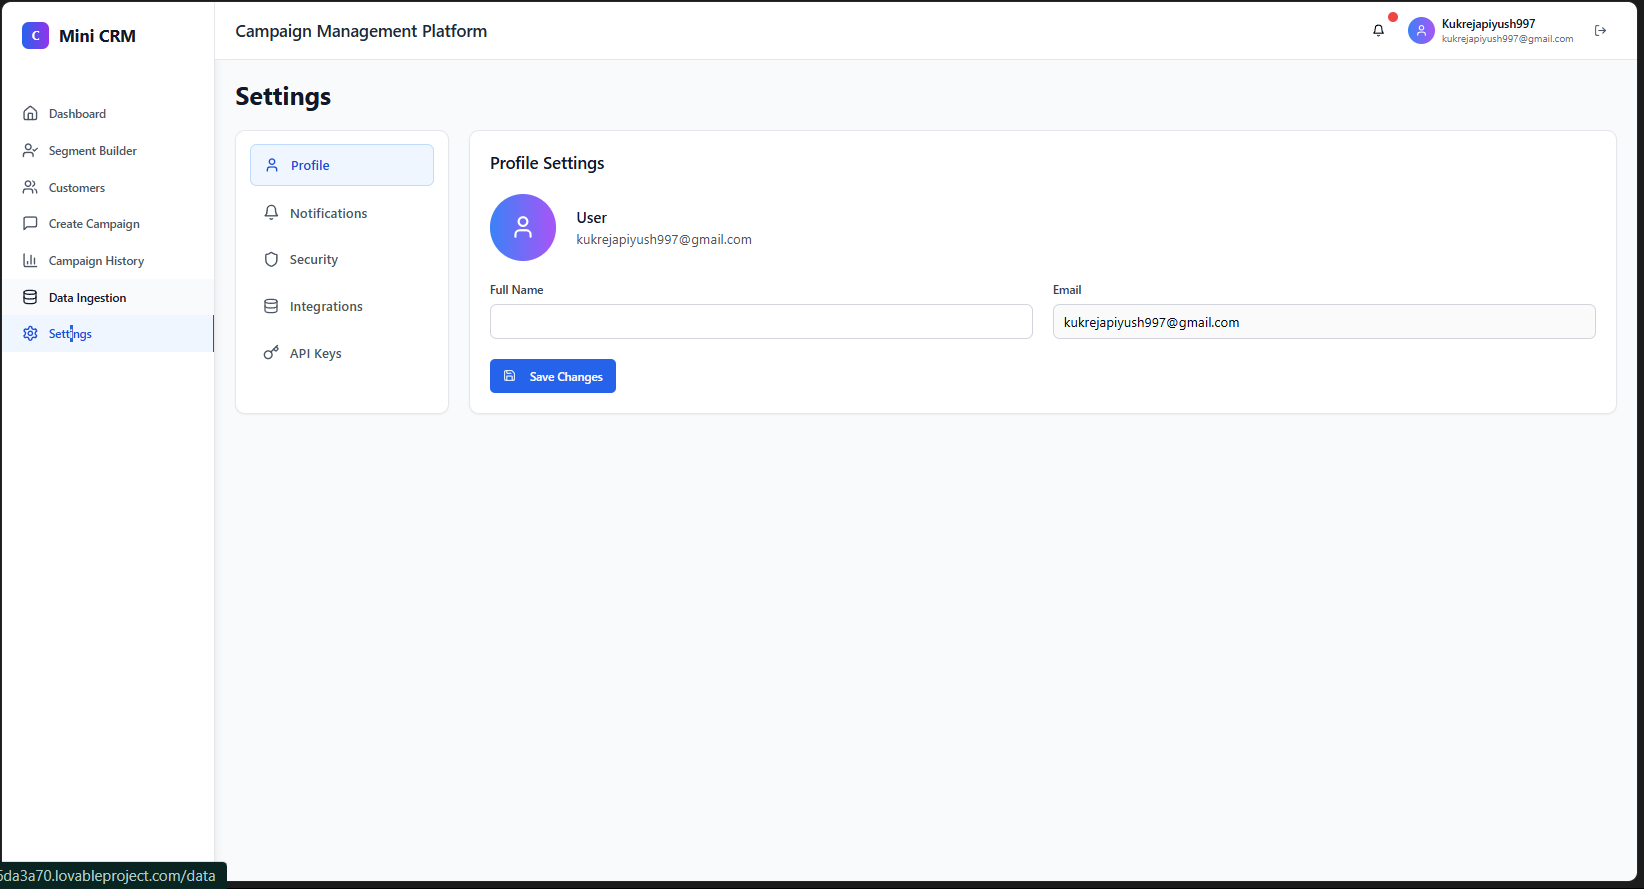 C Mini CRM
Campaign Management Platform
Kukrejapiyush997
kukrejapiyush997@gmail.com
Dashboard
Segment Builder
Customers
Create Campaign
Campaign History
Data Ingestion
Settings
Settings
Profile
Notifications
Security
Integrations
API Keys
Profile Settings
User
kukrejapiyush997@gmail.com
Full Name
Email
kukrejapiyush997@gmail.com
Save Changes
5da3a70.lovableproject.com/data